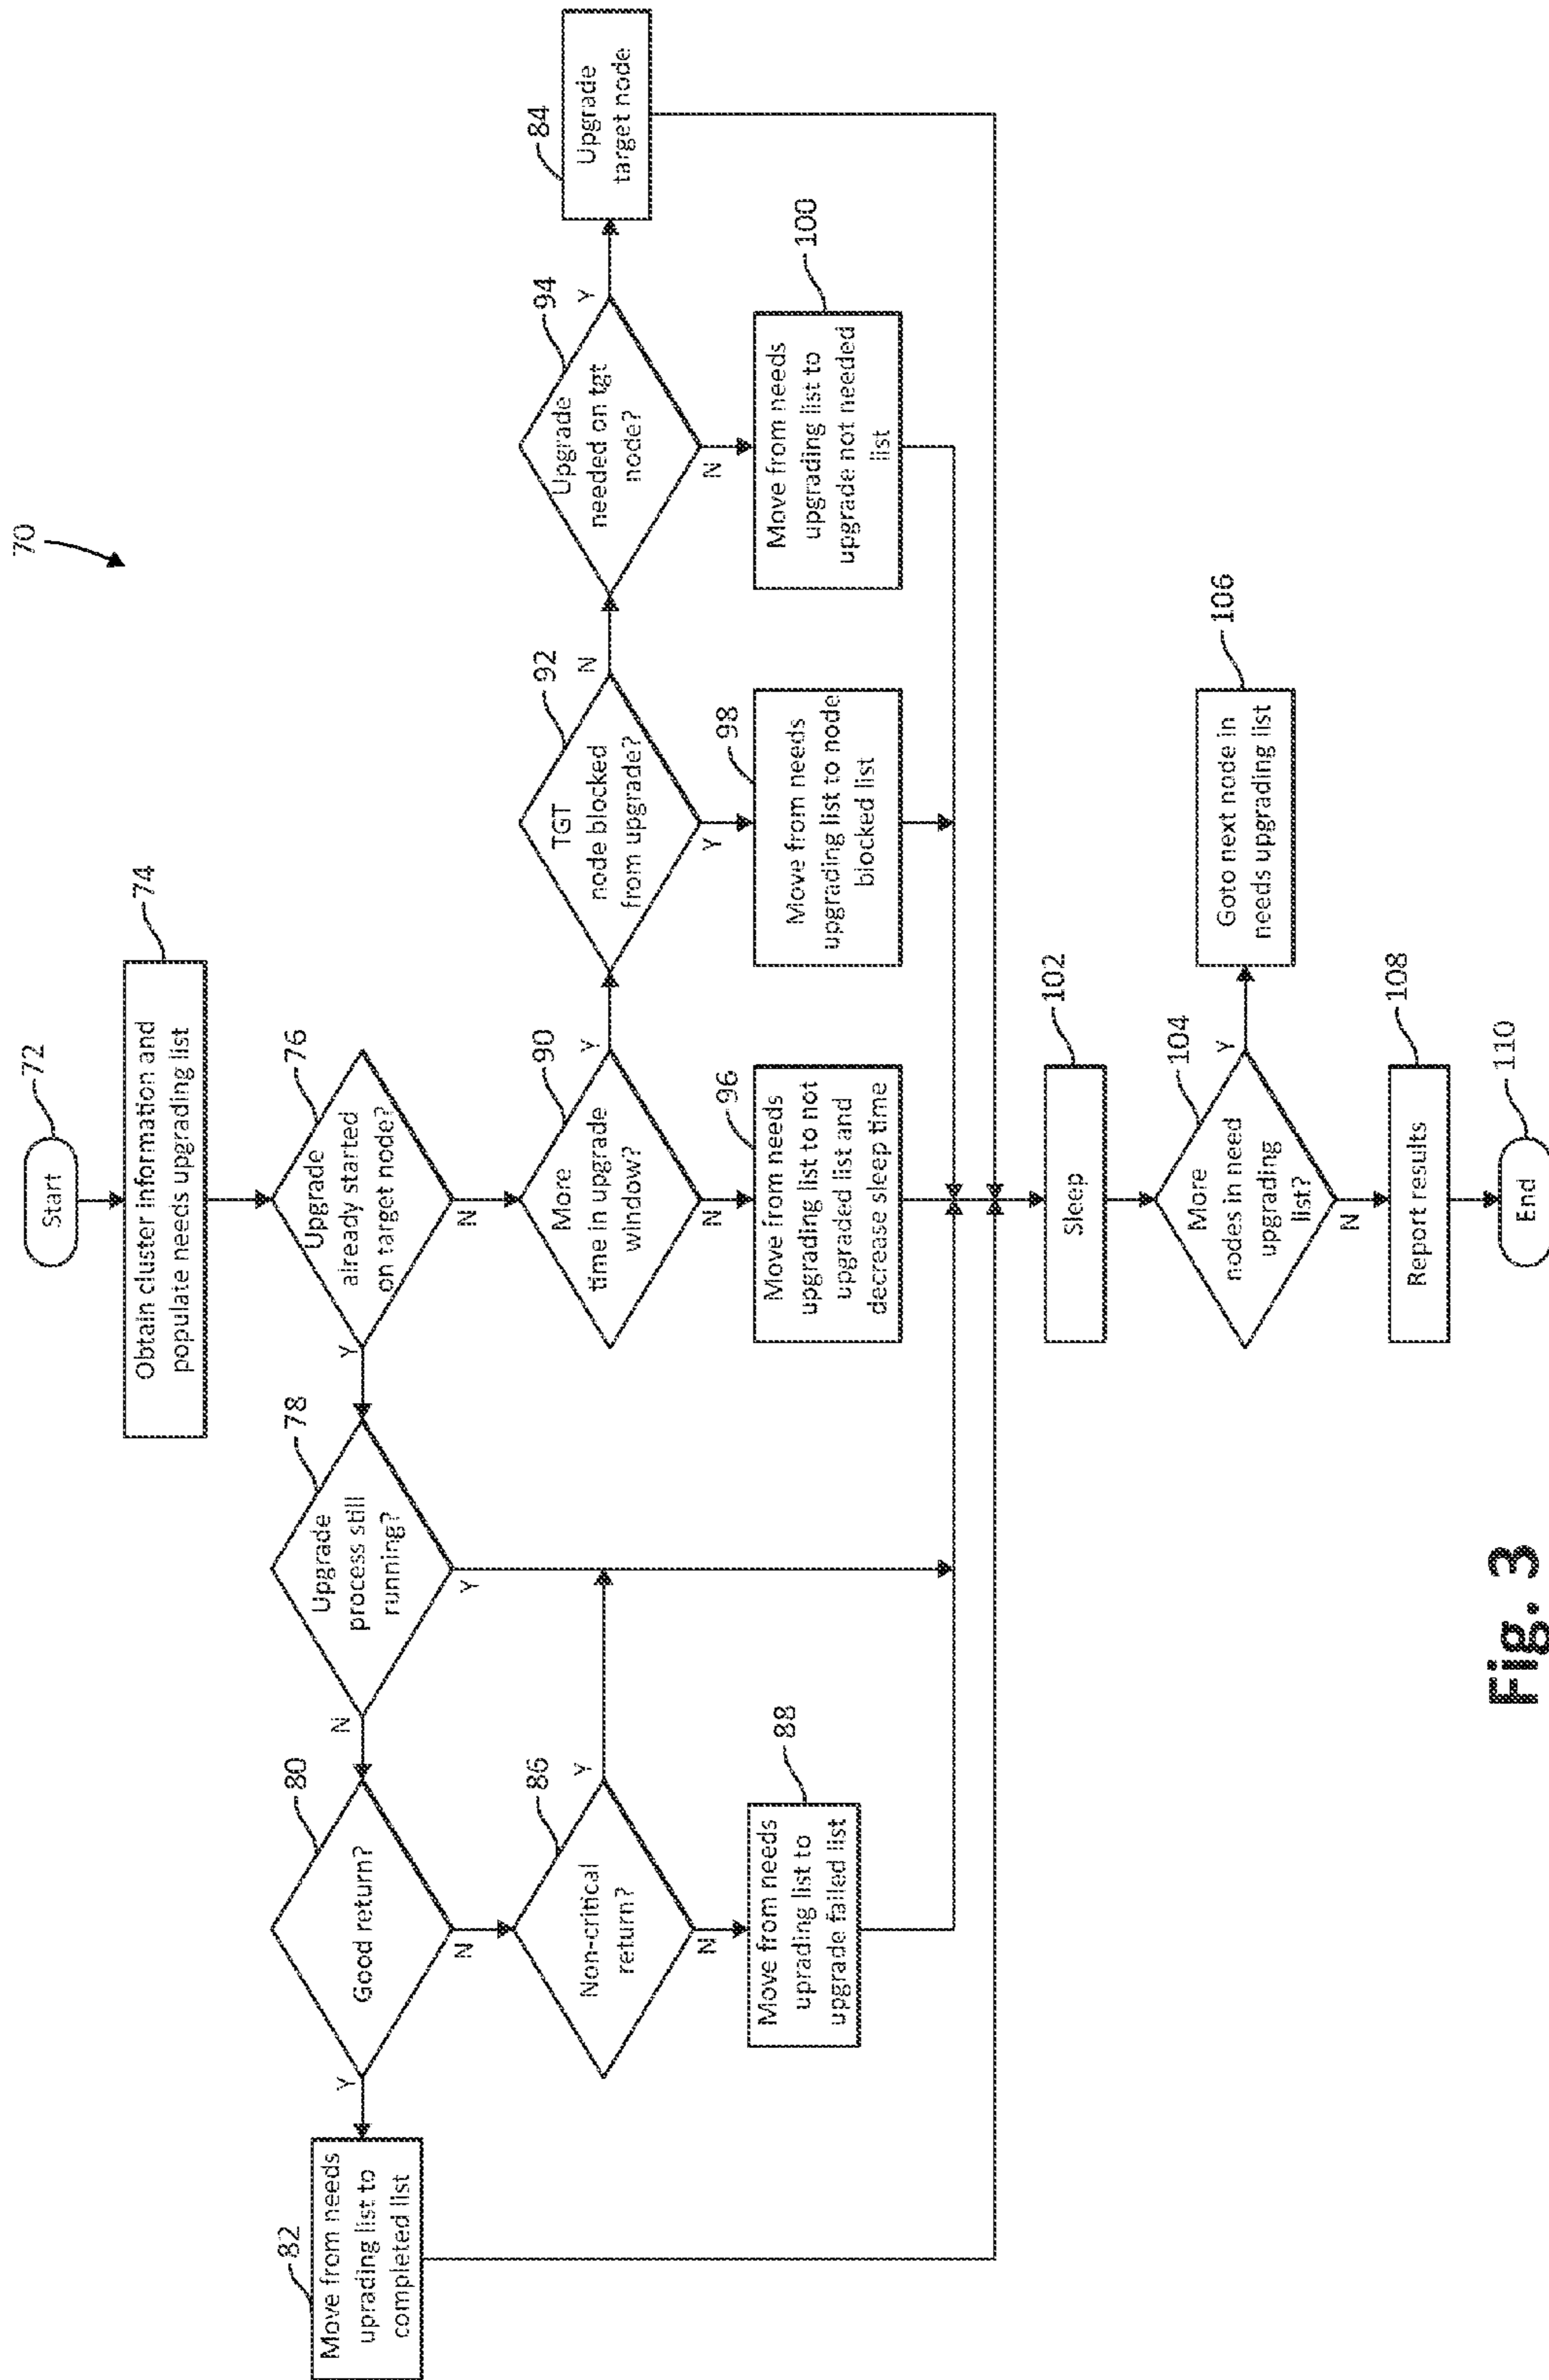 70
Start
72
Obtain cluster information and
populate needs upgrading list
74
Upgrade
already started
on target node?
76
Y
N
Upgrade
process still
running?
78
N
Y
Good return?
80
Y
N
Move from needs
uprading list to
completed list
82
Non-critical
return?
86
Y
N
Move from needs
uprading list to
upgrade failed list
88
More
time in upgrade
window?
90
Y
N
TGT
node blocked
from upgrade?
92
N
Y
Upgrade
needed on tgt
node?
94
Y
N
Upgrade
target node
84
Move from needs
upgrading list to not
upgraded list and
decrease sleep time
96
Move from needs
upgrading list to node
blocked list
98
Move from needs
upgrading list to
upgrade not needed
list
100
Sleep
102
More
nodes in need
upgrading
list?
104
Y
N
Goto next node in
needs upgrading list
106
Report results
108
End
110
Fig. 3